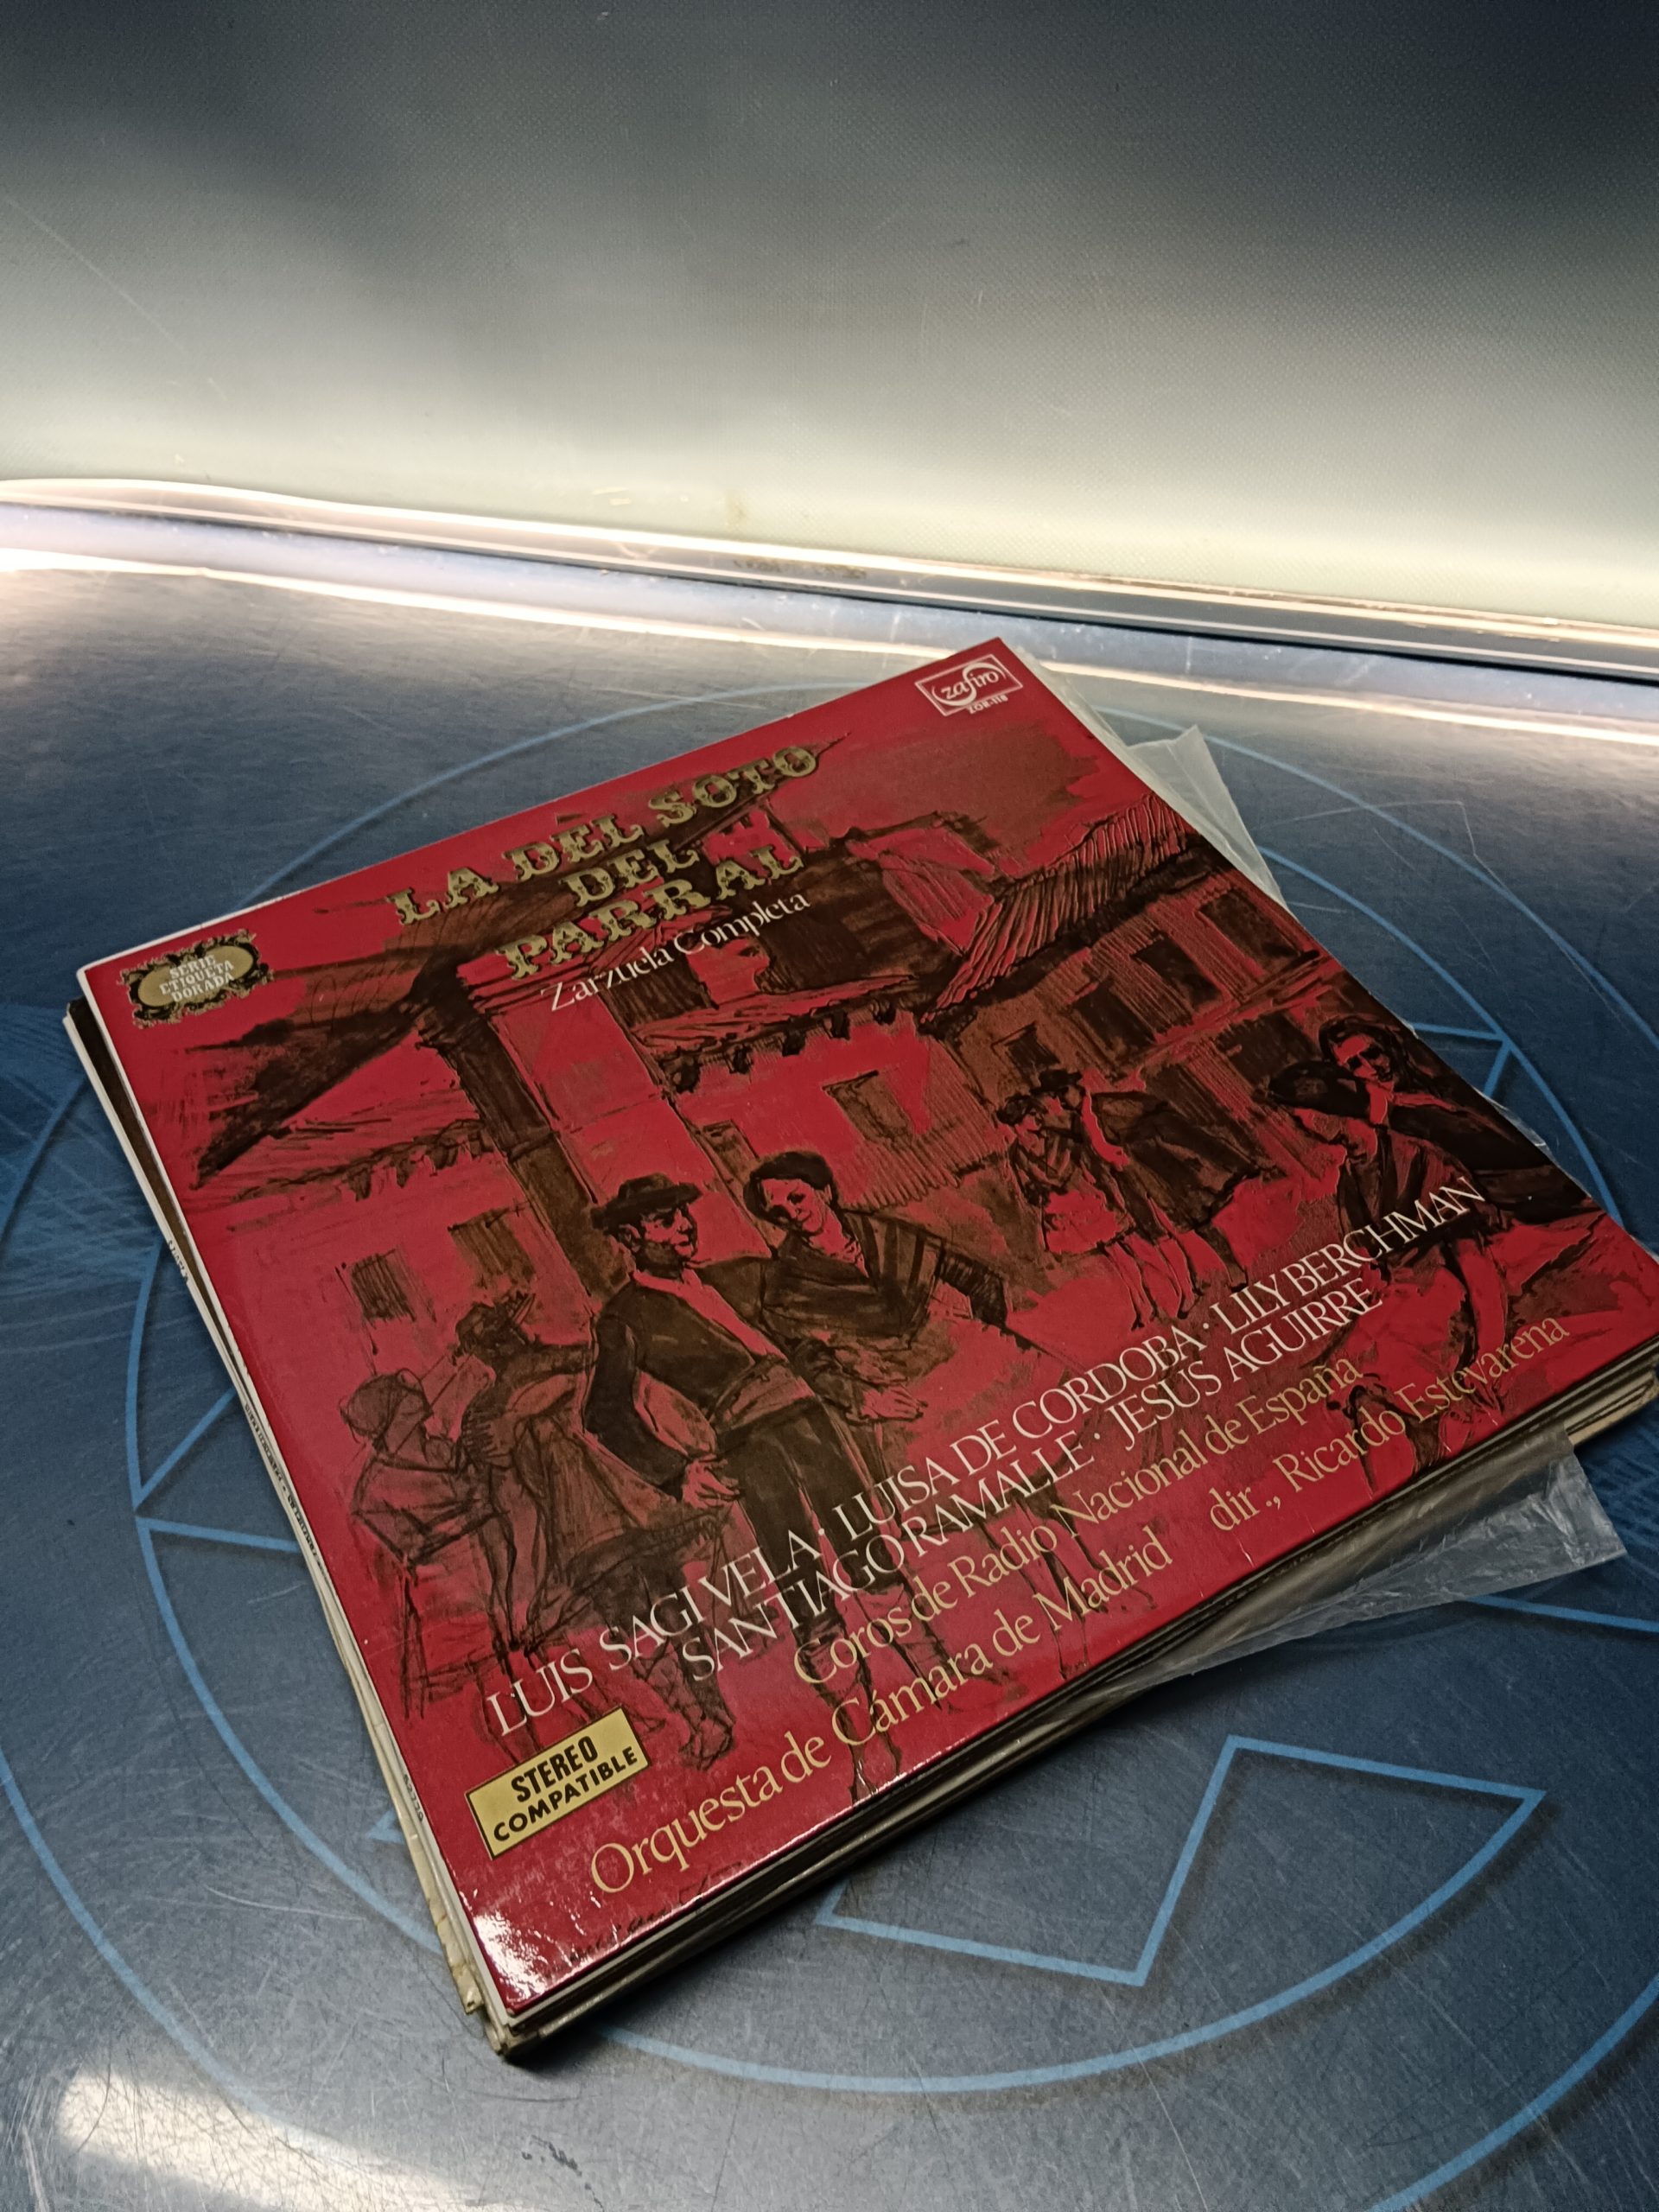 zafiro
ZOR-118
LA DEL SOTO
DEL
PARRAL
Zarzuela Completa
SERIE
ETIQUETA
DORADA
LUIS SAGI VELA · LUISA DE CORDOBA · LILY BERCHMAN
SANTIAGO RAMALLE · JESUS AGUIRRE
Coros de Radio Nacional de España
Orquesta de Cámara de Madrid dir., Ricardo Estevarena
STEREO
COMPATIBLE